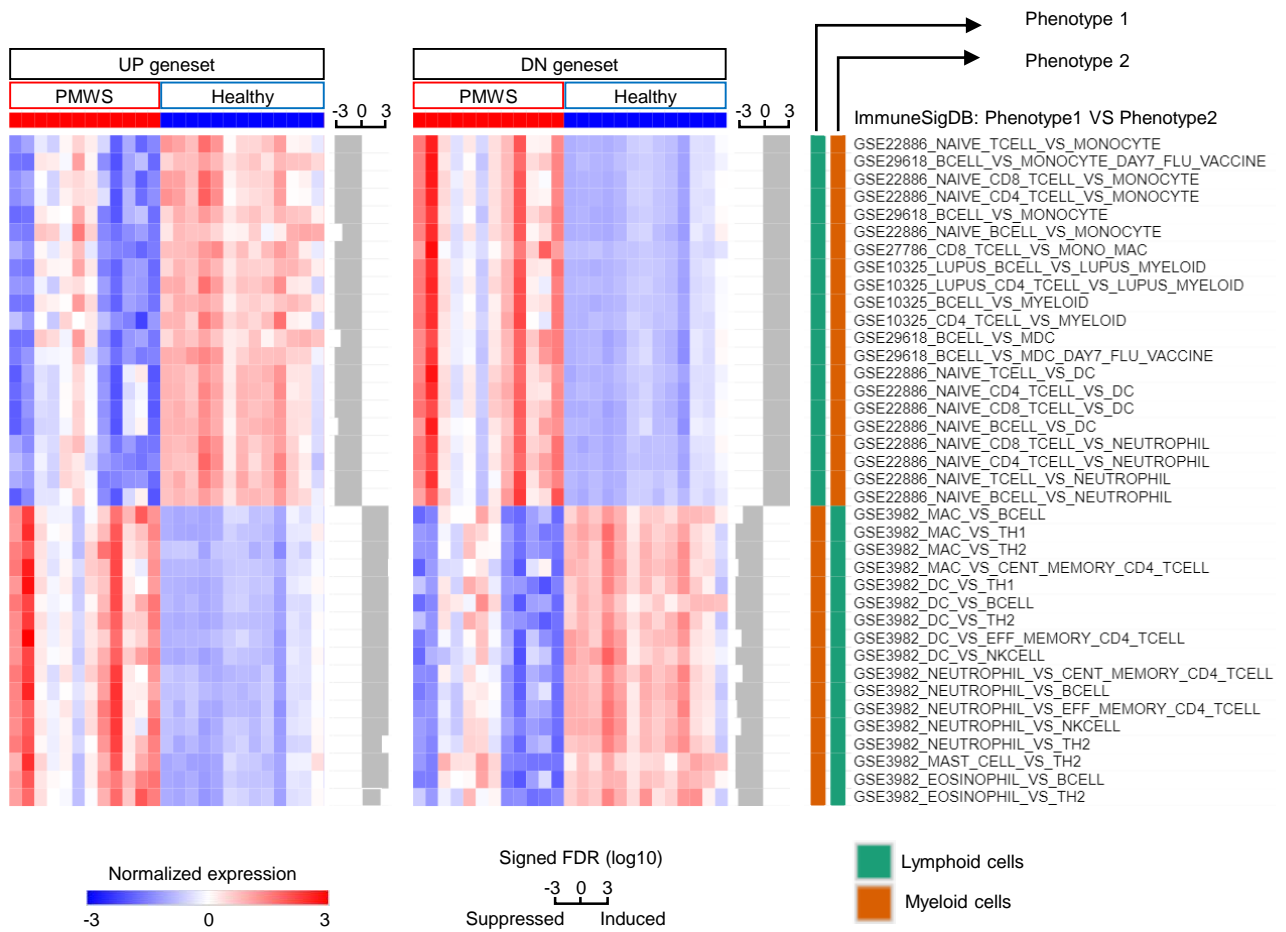 Phenotype 1
Phenotype 2
UP geneset
DN geneset
PMWS
Healthy
PMWS
Healthy
-3 0 3
-3 0 3
ImmuneSigDB: Phenotype1 VS Phenotype2
GSE22886_NAIVE_TCELL_VS_MONOCYTE
GSE29618_BCELL_VS_MONOCYTE_DAY7_FLU_VACCINE
GSE22886_NAIVE_CD8_TCELL_VS_MONOCYTE
GSE22886_NAIVE_CD4_TCELL_VS_MONOCYTE
GSE29618_BCELL_VS_MONOCYTE
GSE22886_NAIVE_BCELL_VS_MONOCYTE
GSE27786_CD8_TCELL_VS_MONO_MAC
GSE10325_LUPUS_BCELL_VS_LUPUS_MYELOID
GSE10325_LUPUS_CD4_TCELL_VS_LUPUS_MYELOID
GSE10325_BCELL_VS_MYELOID
GSE10325_CD4_TCELL_VS_MYELOID
GSE29618_BCELL_VS_MDC
GSE29618_BCELL_VS_MDC_DAY7_FLU_VACCINE
GSE22886_NAIVE_TCELL_VS_DC
GSE22886_NAIVE_CD4_TCELL_VS_DC
GSE22886_NAIVE_CD8_TCELL_VS_DC
GSE22886_NAIVE_BCELL_VS_DC
GSE22886_NAIVE_CD8_TCELL_VS_NEUTROPHIL
GSE22886_NAIVE_CD4_TCELL_VS_NEUTROPHIL
GSE22886_NAIVE_TCELL_VS_NEUTROPHIL
GSE22886_NAIVE_BCELL_VS_NEUTROPHIL
GSE3982_MAC_VS_BCELL
GSE3982_MAC_VS_TH1
GSE3982_MAC_VS_TH2
GSE3982_MAC_VS_CENT_MEMORY_CD4_TCELL
GSE3982_DC_VS_TH1
GSE3982_DC_VS_BCELL
GSE3982_DC_VS_TH2
GSE3982_DC_VS_EFF_MEMORY_CD4_TCELL
GSE3982_DC_VS_NKCELL
GSE3982_NEUTROPHIL_VS_CENT_MEMORY_CD4_TCELL
GSE3982_NEUTROPHIL_VS_BCELL
GSE3982_NEUTROPHIL_VS_EFF_MEMORY_CD4_TCELL
GSE3982_NEUTROPHIL_VS_NKCELL
GSE3982_NEUTROPHIL_VS_TH2
GSE3982_MAST_CELL_VS_TH2
GSE3982_EOSINOPHIL_VS_BCELL
GSE3982_EOSINOPHIL_VS_TH2
Normalized expression
-3 0 3
Signed FDR (log10)
-3 0 3
Suppressed Induced
Lymphoid cells
Myeloid cells